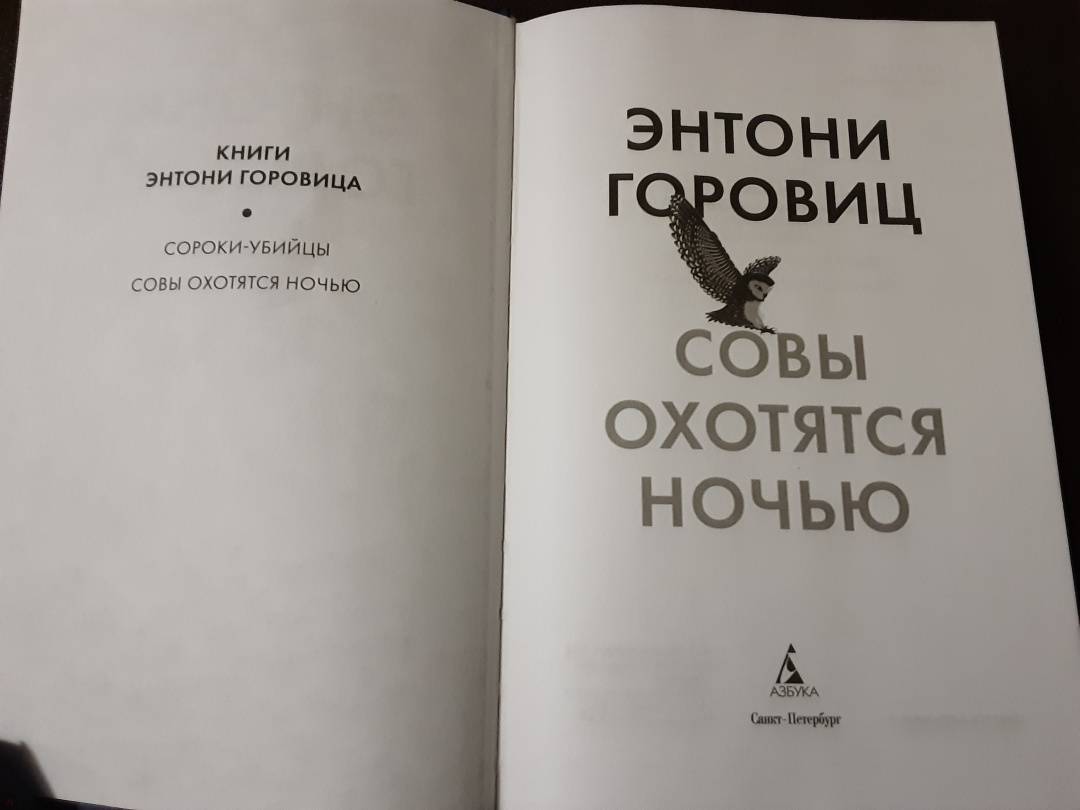 КНИГИ
ЭНТОНИ ГОРОВИЦА
•
СОРОКИ-УБИЙЦЫ
СОВЫ ОХОТЯТСЯ НОЧЬЮ
ЭНТОНИ
ГОРОВИЦ
СОВЫ
ОХОТЯТСЯ
НОЧЬЮ
АЗБУКА
Санкт-Петербург